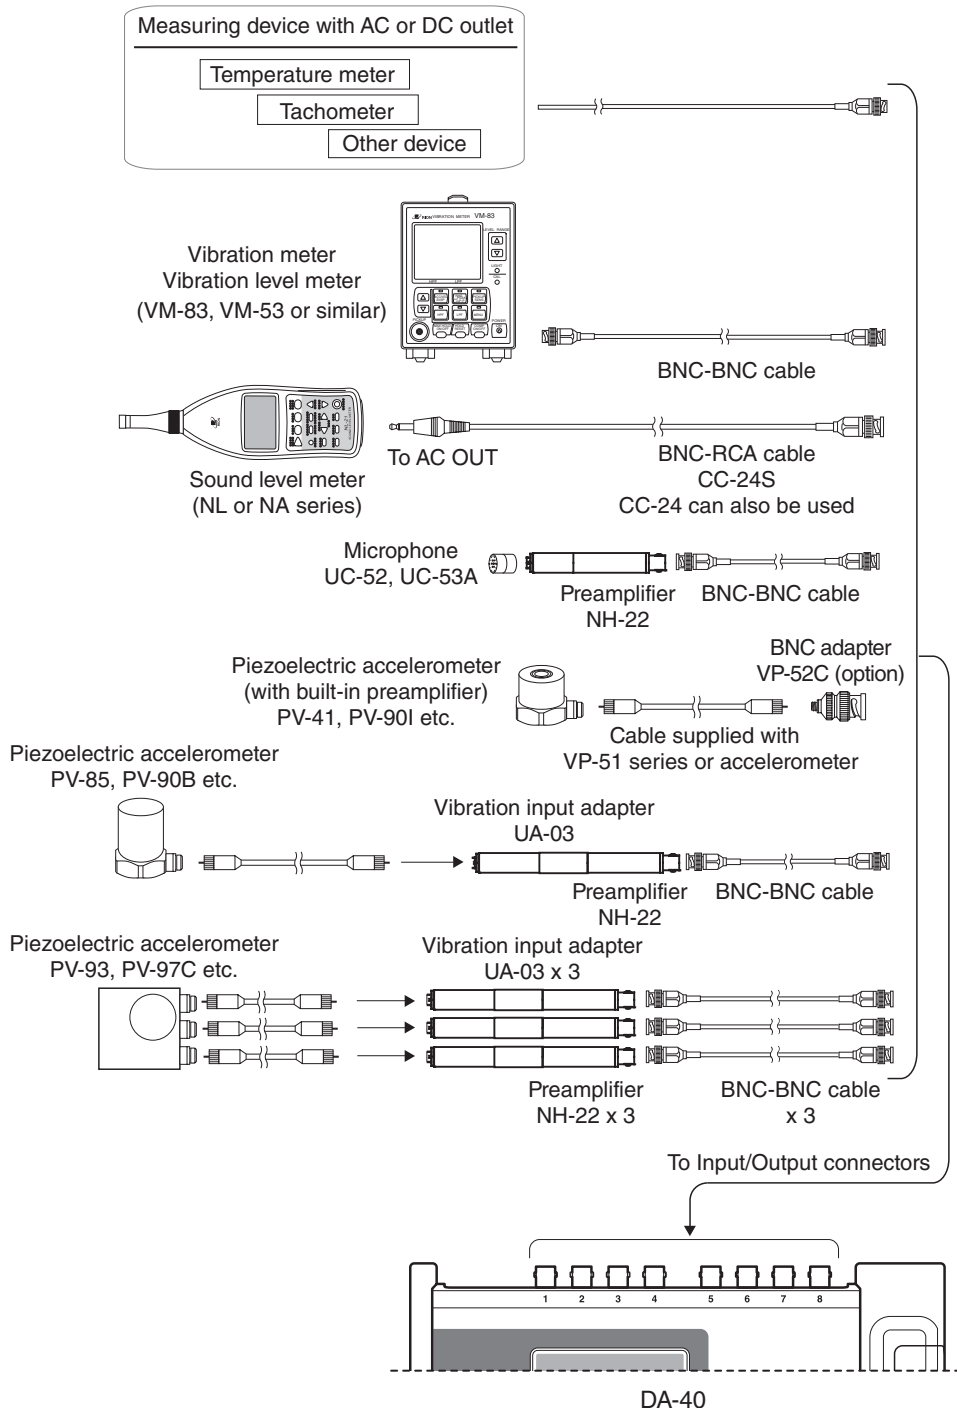 Measuring device with AC or DC outlet
Temperature meter
Tachometer
Other device
RION VIBRATION METER VM-83
LEVEL RANGE
LIGHT
POWER
Vibration meter
Vibration level meter
(VM-83, VM-53 or similar)
BNC-BNC cable
To AC OUT
BNC-RCA cable
CC-24S
CC-24 can also be used
Sound level meter
(NL or NA series)
Microphone
UC-52, UC-53A
Preamplifier
NH-22
BNC-BNC cable
BNC adapter
VP-52C (option)
Piezoelectric accelerometer
(with built-in preamplifier)
PV-41, PV-90I etc.
Cable supplied with
VP-51 series or accelerometer
Piezoelectric accelerometer
PV-85, PV-90B etc.
Vibration input adapter
UA-03
Preamplifier
NH-22
BNC-BNC cable
Piezoelectric accelerometer
PV-93, PV-97C etc.
Vibration input adapter
UA-03 x 3
Preamplifier
NH-22 x 3
BNC-BNC cable
x 3
To Input/Output connectors
1 2 3 4 5 6 7 8
DA-40